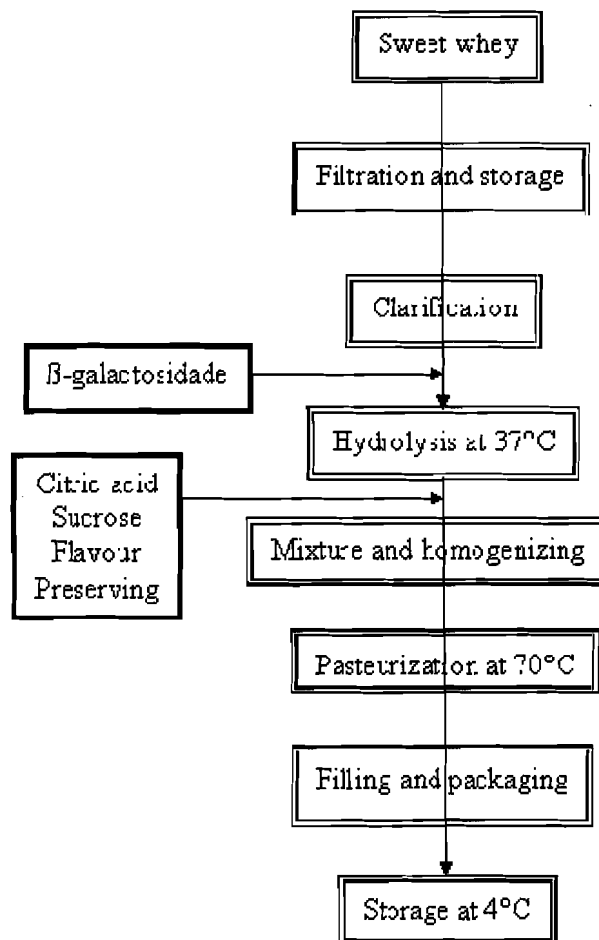 Sweet whey
Filtration and storage
Clarification
ß-galactosidade
Hydrolysis at 37°C
Citric acid
Sucrose
Flavour
Preserving
Mixture and homogenizing
Pasteurization at 70°C
Filling and packaging
Storage at 4°C